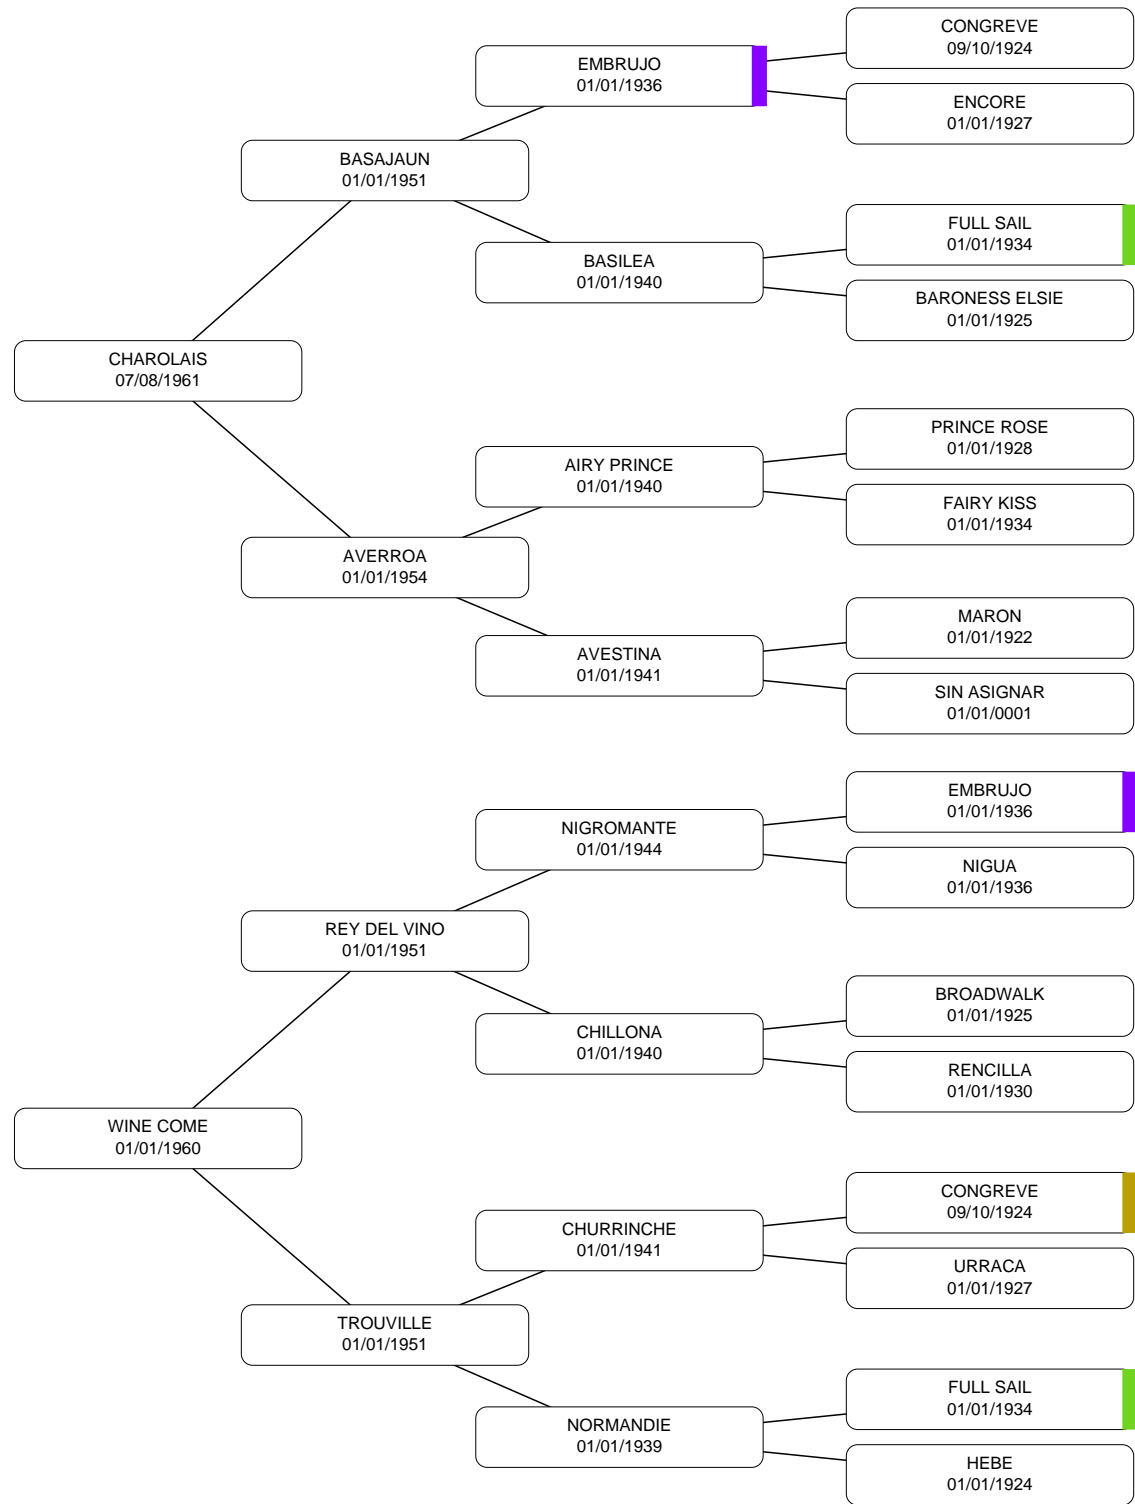 CONGREVE
09/10/1924
EMBRUJO
01/01/1936
ENCORE
01/01/1927
BASAJAUN
01/01/1951
FULL SAIL
01/01/1934
BASILEA
01/01/1940
BARONESS ELSIE
01/01/1925
CHAROLAIS
07/08/1961
PRINCE ROSE
01/01/1928
AIRY PRINCE
01/01/1940
FAIRY KISS
01/01/1934
AVERROA
01/01/1954
MARON
01/01/1922
AVESTINA
01/01/1941
SIN ASIGNAR
01/01/0001
EMBRUJO
01/01/1936
NIGROMANTE
01/01/1944
NIGUA
01/01/1936
REY DEL VINO
01/01/1951
BROADWALK
01/01/1925
CHILLONA
01/01/1940
RENCILLA
01/01/1930
WINE COME
01/01/1960
CONGREVE
09/10/1924
CHURRINCHE
01/01/1941
URRACA
01/01/1927
TROUVILLE
01/01/1951
FULL SAIL
01/01/1934
NORMANDIE
01/01/1939
HEBE
01/01/1924